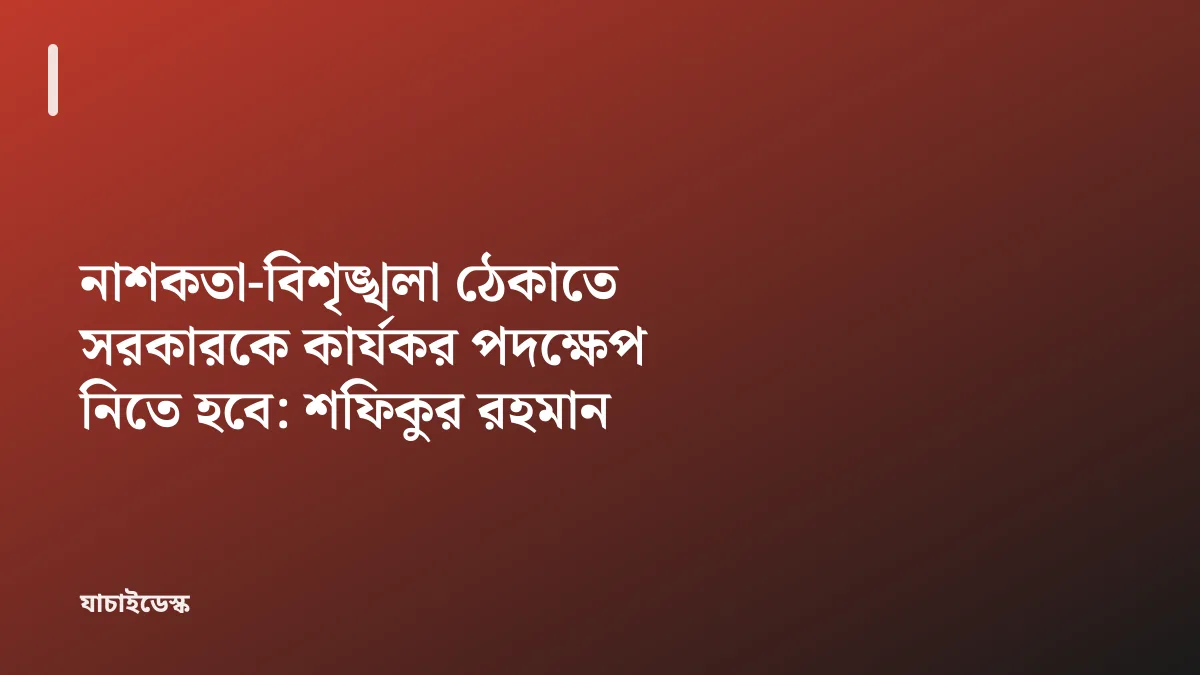 নাশকতা-বিশৃঙ্খলা ঠেকাতে
সরকারকে কার্যকর পদক্ষেপ
নিতে হবে: শফিকুর রহমান
যাচাইডেস্ক